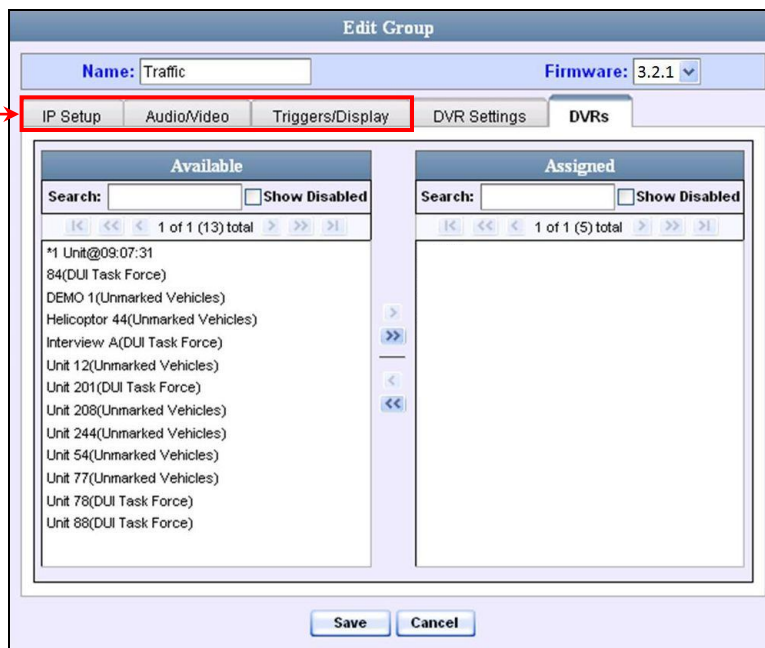 Edit Group
Name: Traffic Firmware: 3.2.1
IP Setup Audio/Video Triggers/Display DVR Settings DVRs
Available
Search: Show Disabled
|< << < 1 of 1 (13) total > >> >|
*1 Unit@09:07:31
84(DUI Task Force)
DEMO 1(Unmarked Vehicles)
Helicoptor 44(Unmarked Vehicles)
Interview A(DUI Task Force)
Unit 12(Unmarked Vehicles)
Unit 201(DUI Task Force)
Unit 208(Unmarked Vehicles)
Unit 244(Unmarked Vehicles)
Unit 54(Unmarked Vehicles)
Unit 77(Unmarked Vehicles)
Unit 78(DUI Task Force)
Unit 88(DUI Task Force)
>
>>
<
<<
Assigned
Search: Show Disabled
|< << < 1 of 1 (5) total > >> >|
Save Cancel